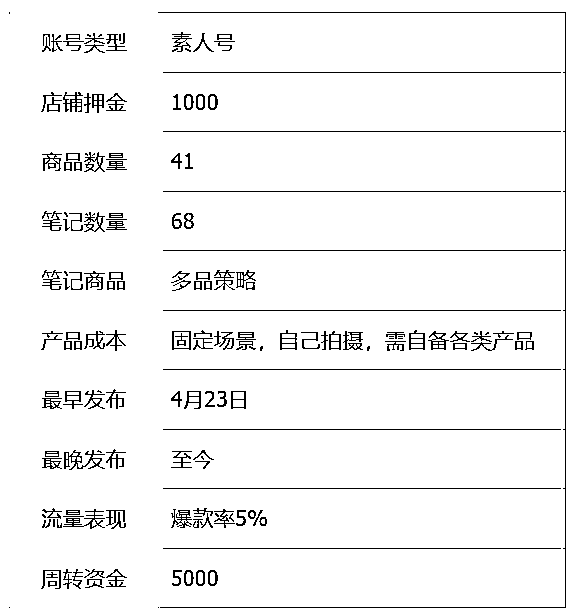 账号类型 素人号
店铺押金 1000
商品数量 41
笔记数量 68
笔记商品 多品策略
产品成本 固定场景，自己拍摄，需自备各类产品
最早发布 4月23日
最晚发布 至今
流量表现 爆款率5%
周转资金 5000